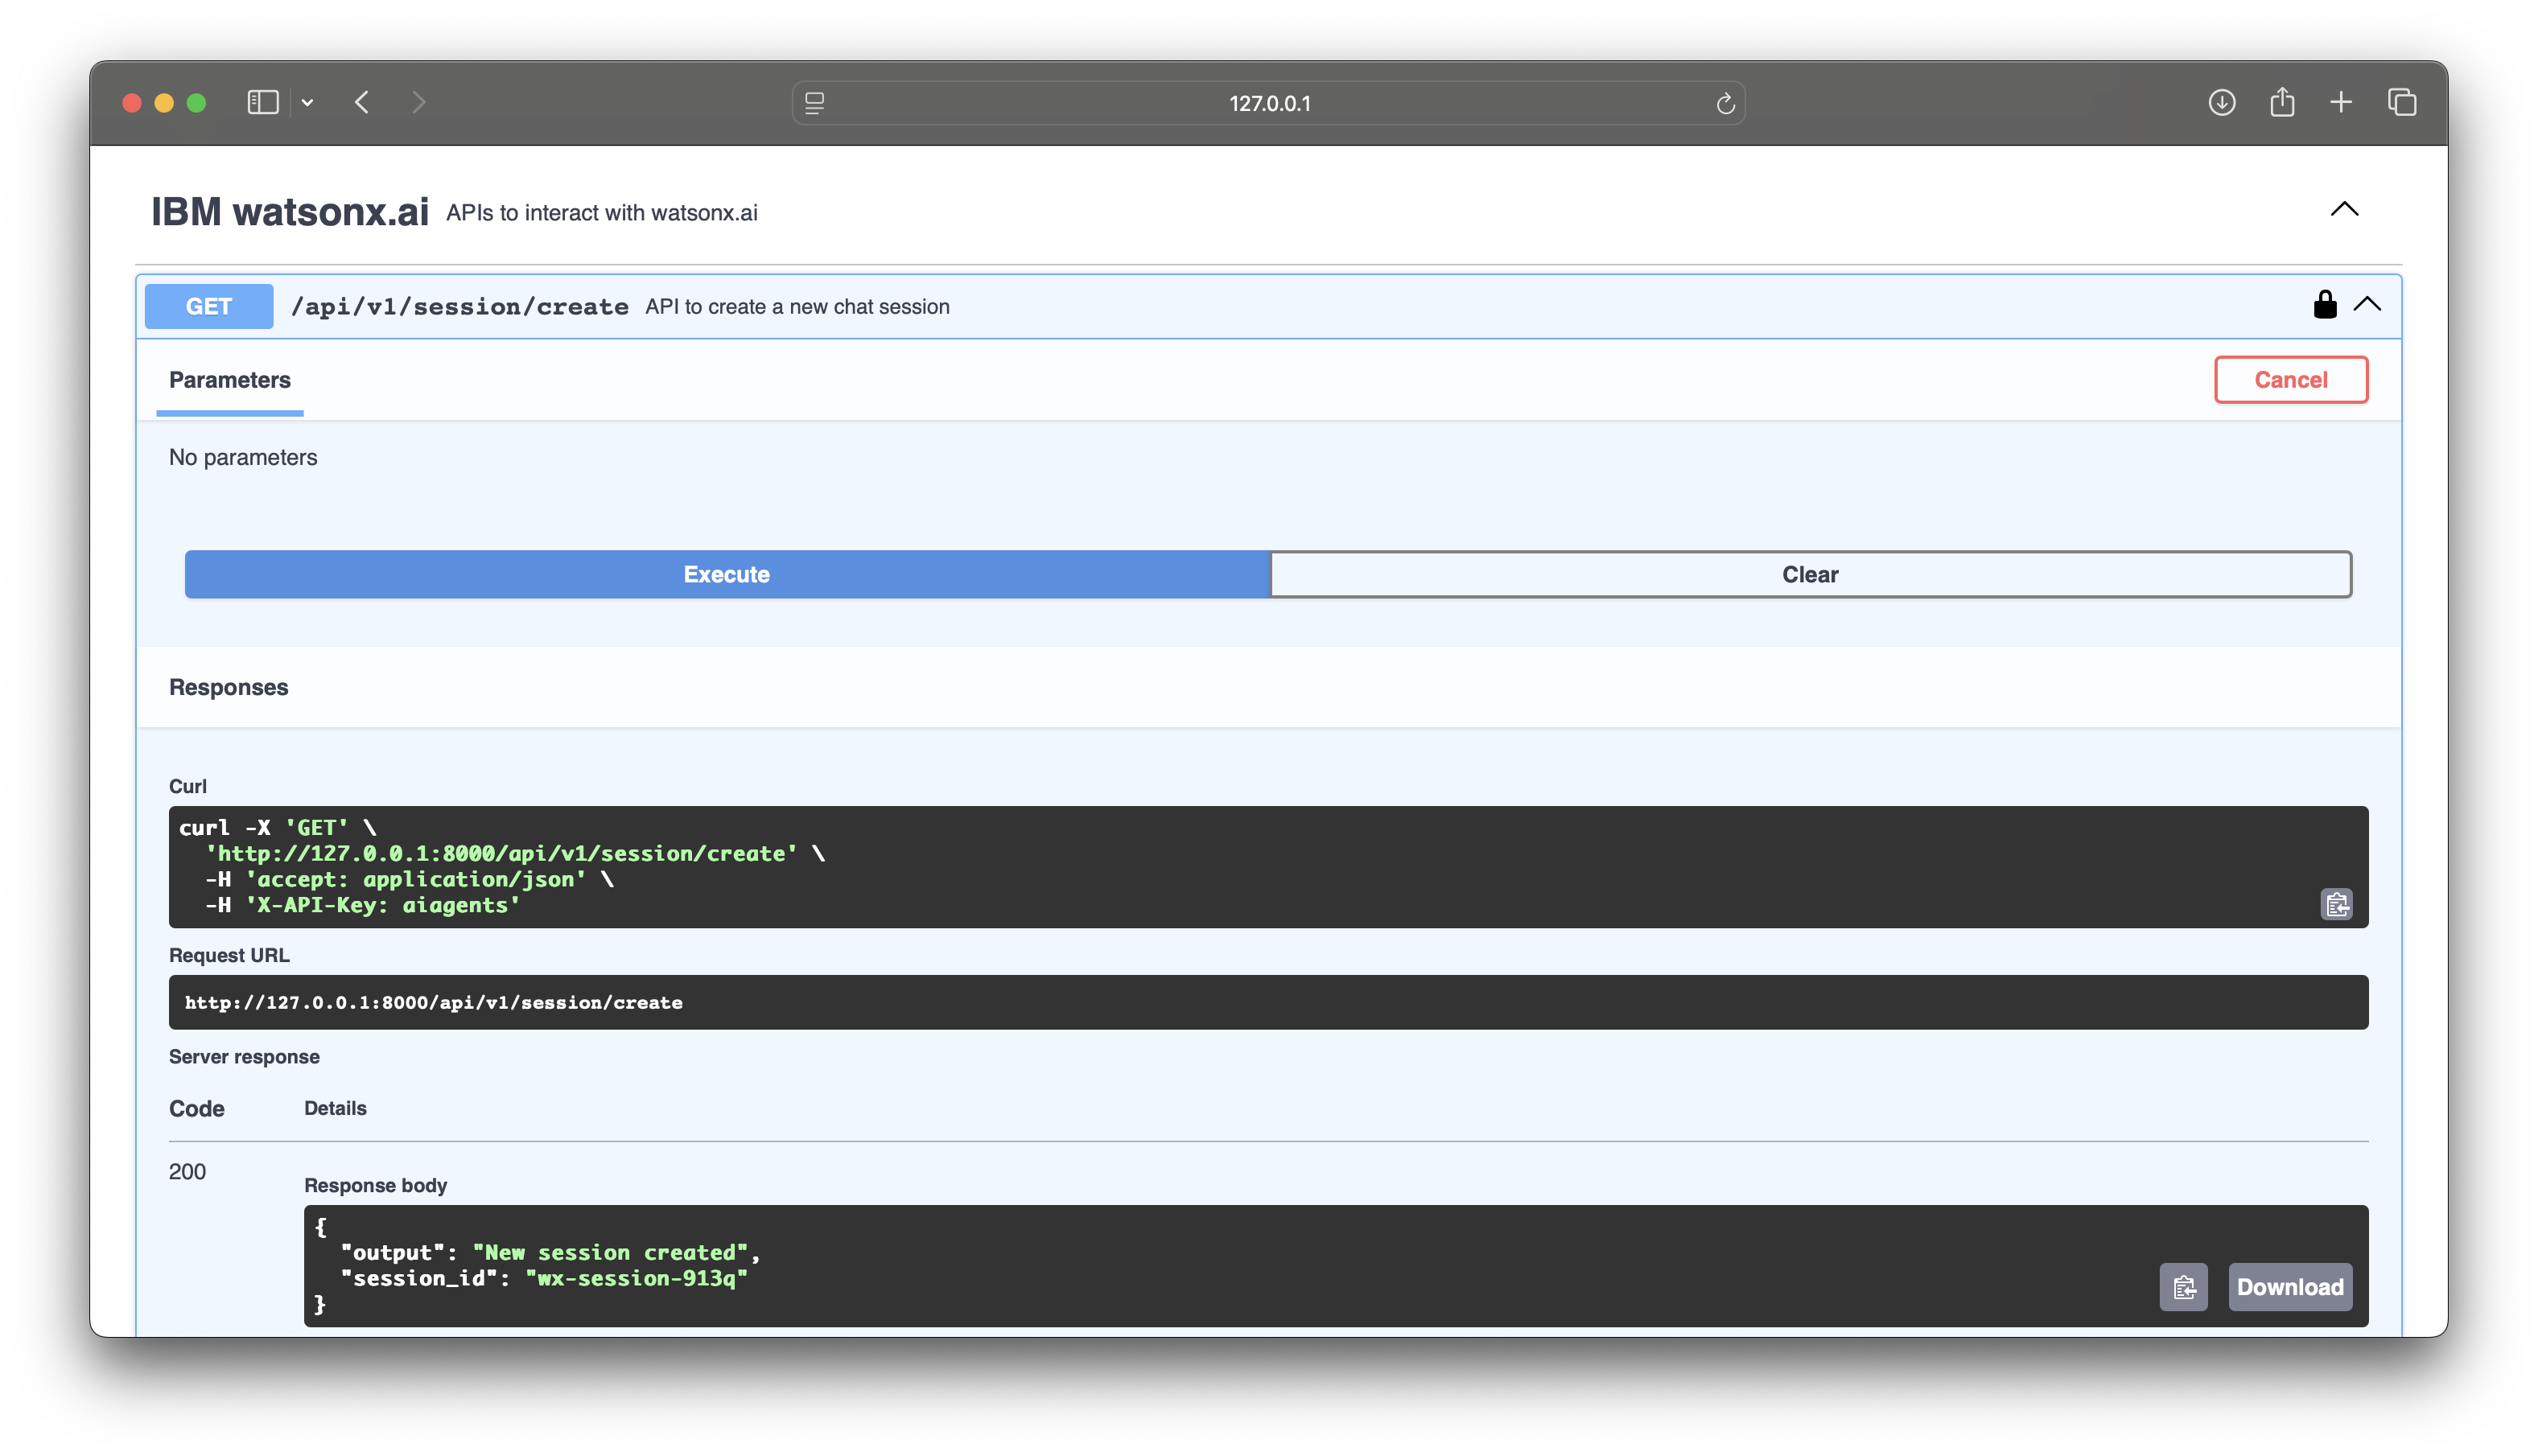 127.0.0.1
IBM watsonx.ai APIs to interact with watsonx.ai
GET /api/v1/session/create API to create a new chat session
Parameters Cancel
No parameters
Execute Clear
Responses
Curl
curl -X 'GET' \
  'http://127.0.0.1:8000/api/v1/session/create' \
  -H 'accept: application/json' \
  -H 'X-API-Key: aiagents'
Request URL
http://127.0.0.1:8000/api/v1/session/create
Server response
Code Details
200
Response body
{
  "output": "New session created",
  "session_id": "wx-session-913q"
}
Download